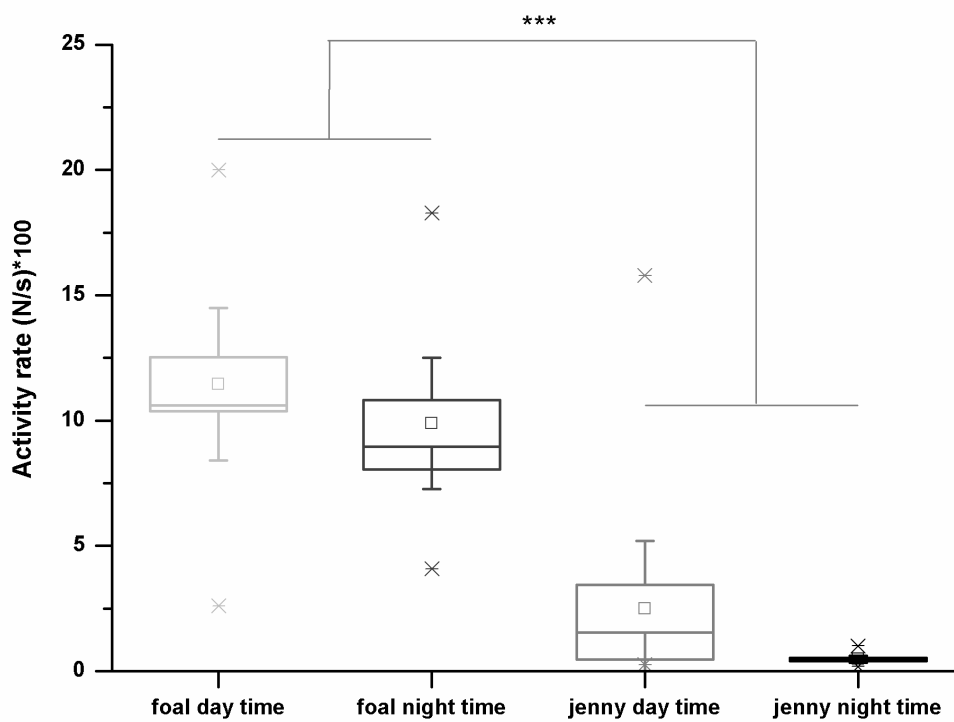 ***
25
20
15
10
5
0
Activity rate (N/s)*100
foal day time
foal night time
jenny day time
jenny night time